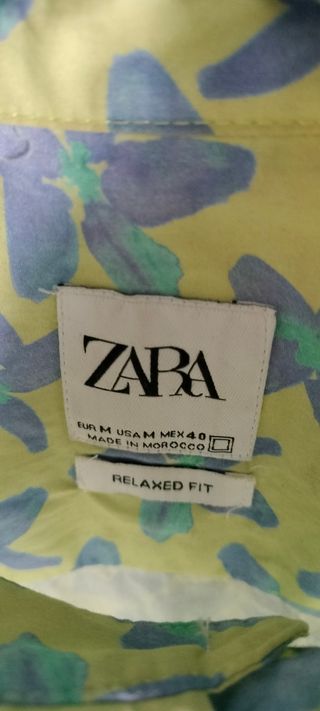 ZARA
EUR M USA M MEX 40
MADE IN MOROCCO
RELAXED FIT